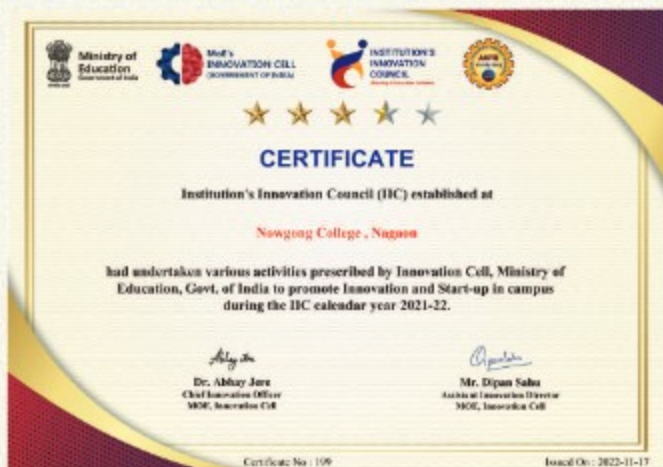 Ministry of
Education
Government of India
MoE's
INNOVATION CELL
(GOVERNMENT OF INDIA)
INSTITUTION'S
INNOVATION
COUNCIL
CERTIFICATE
Institution's Innovation Council (IIC) established at
Nowgong College , Nagaon
had undertaken various activities prescribed by Innovation Cell, Ministry of
Education, Govt. of India to promote Innovation and Start-up in campus
during the IIC calendar year 2021-22.
Dr. Abhay Jere
Chief Innovation Officer
MOE, Innovation Cell
Mr. Dipan Sahu
Assistant Innovation Director
MOE, Innovation Cell
Certificate No : 199
Issued On : 2022-11-17